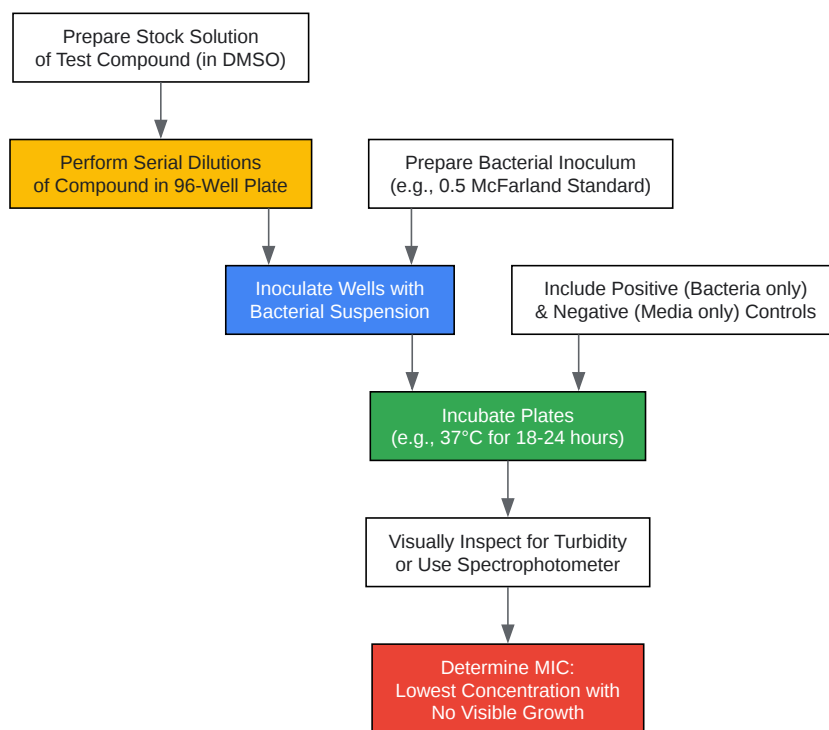 Prepare Stock Solution
of Test Compound (in DMSO)
Perform Serial Dilutions
of Compound in 96-Well Plate
Prepare Bacterial Inoculum
(e.g., 0.5 McFarland Standard)
Inoculate Wells with
Bacterial Suspension
Include Positive (Bacteria only)
& Negative (Media only) Controls
Incubate Plates
(e.g., 37°C for 18-24 hours)
Visually Inspect for Turbidity
or Use Spectrophotometer
Determine MIC:
Lowest Concentration with
No Visible Growth